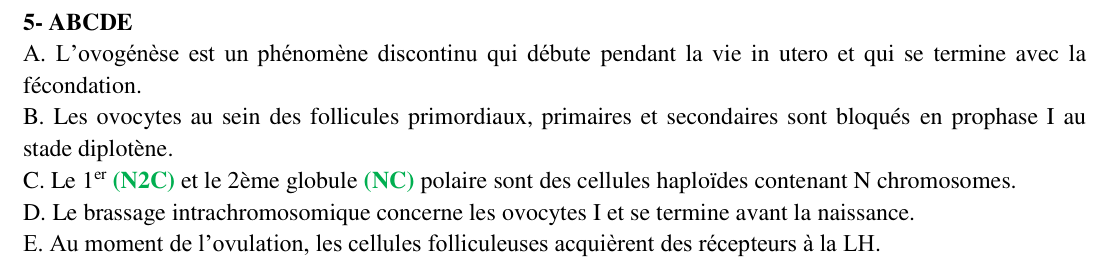 5- ABCDE
A. L’ovogénèse est un phénomène discontinu qui débute pendant la vie in utero et qui se termine avec la
fécondation.
B. Les ovocytes au sein des follicules primordiaux, primaires et secondaires sont bloqués en prophase I au
stade diplotène.
C. Le 1er (N2C) et le 2ème globule (NC) polaire sont des cellules haploïdes contenant N chromosomes.
D. Le brassage intrachromosomique concerne les ovocytes I et se termine avant la naissance.
E. Au moment de l’ovulation, les cellules folliculeuses acquièrent des récepteurs à la LH.